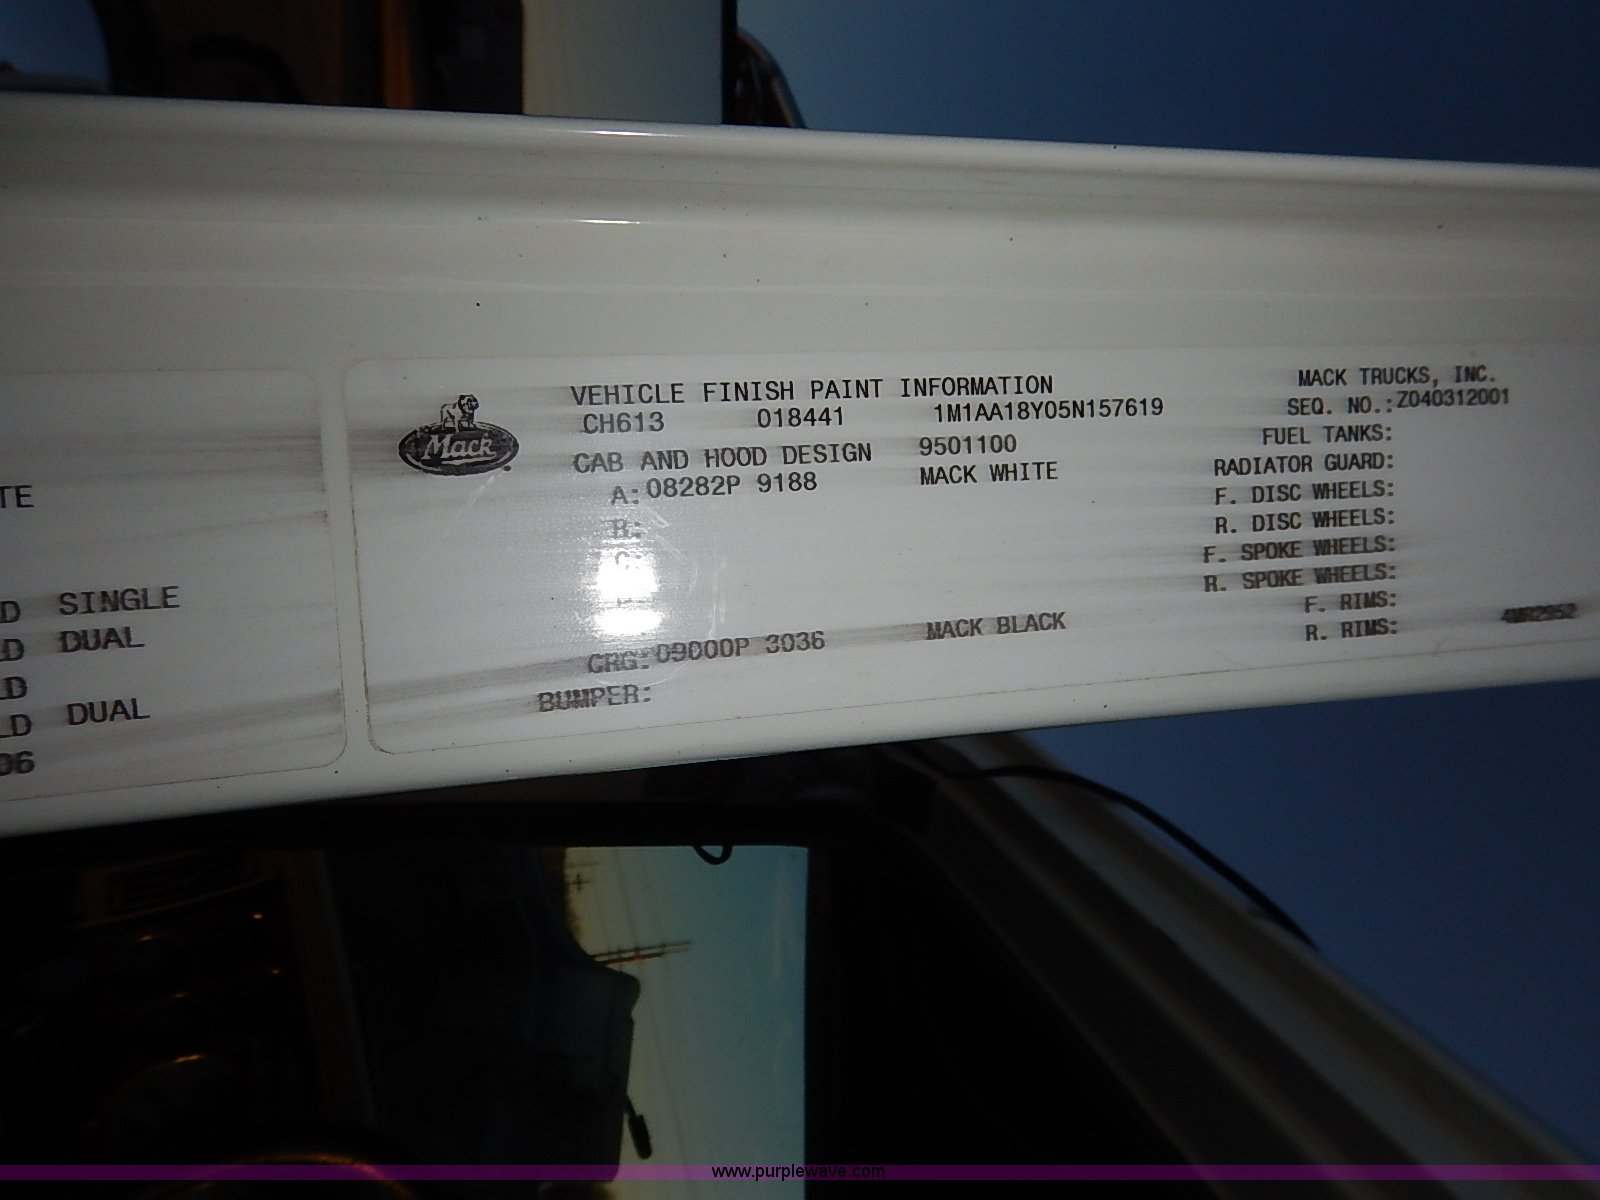 TE
D SINGLE
D DUAL
LD
LD DUAL
06
Mack
VEHICLE FINISH PAINT INFORMATION
CH613 018441 1M1AA18Y05N157619
CAB AND HOOD DESIGN 9501100
A: 08282P 9188 MACK WHITE
B:
C:
CRG: 09000P 3036 MACK BLACK
BUMPER:
MACK TRUCKS, INC.
SEQ. NO.: Z040312001
FUEL TANKS:
RADIATOR GUARD:
F. DISC WHEELS:
R. DISC WHEELS:
F. SPOKE WHEELS:
R. SPOKE WHEELS:
F. RIMS:
R. RIMS:
www.purplewave.com